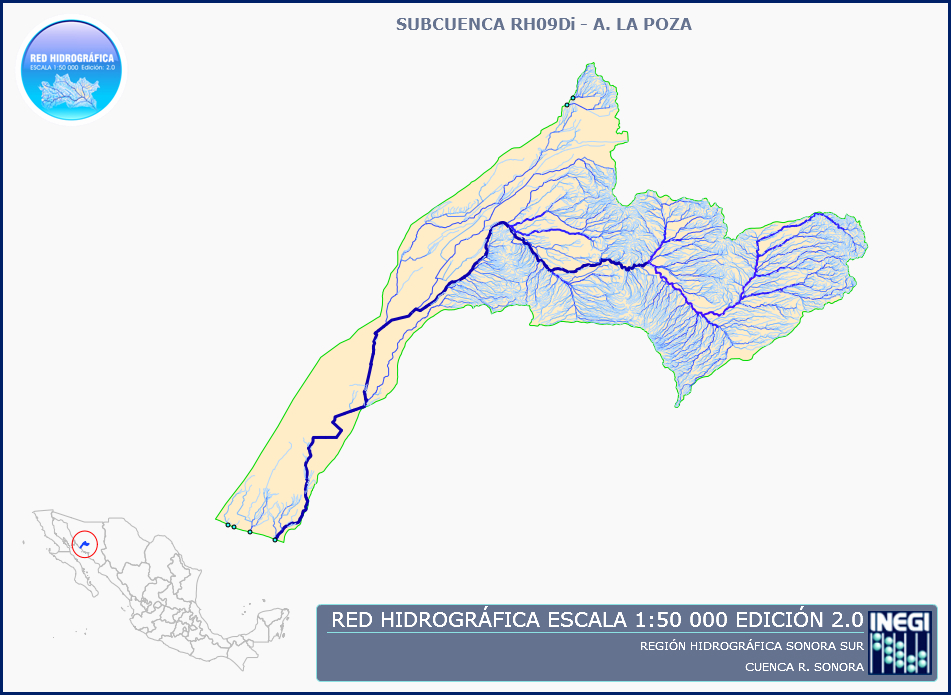 SUBCUENCA RH09Di - A. LA POZA
RED HIDROGRÁFICA
ESCALA 1:50 000 Edición: 2.0
RED HIDROGRÁFICA ESCALA 1:50 000 EDICIÓN 2.0
REGIÓN HIDROGRÁFICA SONORA SUR
CUENCA R. SONORA
INEGI